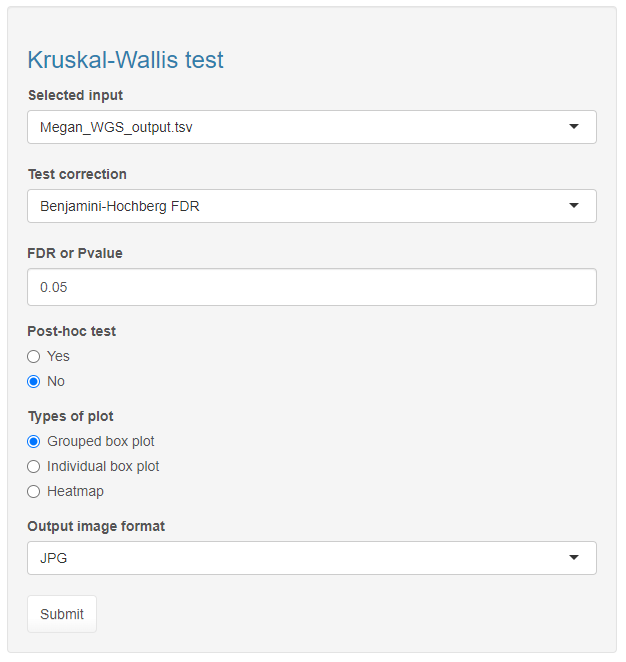 Kruskal-Wallis test
Selected input
Megan_WGS_output.tsv
Test correction
Benjamini-Hochberg FDR
FDR or Pvalue
0.05
Post-hoc test
Yes
No
Types of plot
Grouped box plot
Individual box plot
Heatmap
Output image format
JPG
Submit